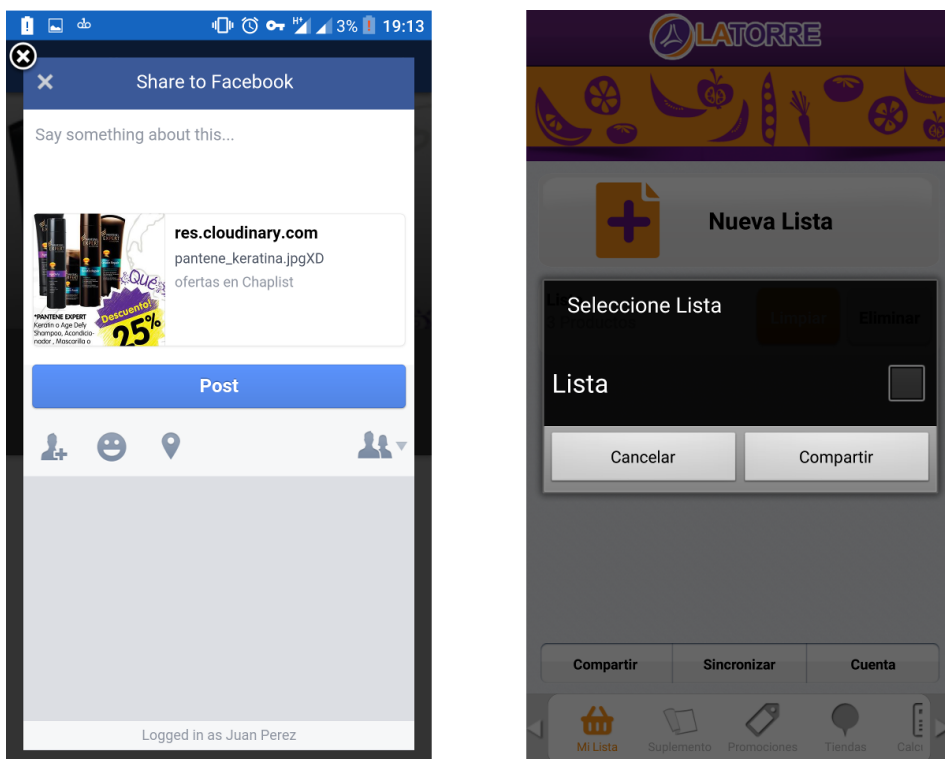 H+ 3% 19:13
Share to Facebook
Say something about this...
res.cloudinary.com
pantene_keratina.jpgXD
ofertas en Chaplist
Qué
Descuento!
25%
*PANTENE EXPERT
Keratin o Age Defy
Shampoo, Acondicio-
nador, Mascarilla o
Post
Logged in as Juan Perez
LATORRE
Nueva Lista
Eliminar
Seleccione Lista
Lista
Cancelar
Compartir
Compartir
Sincronizar
Cuenta
Mi Lista
Suplemento
Promociones
Tiendas